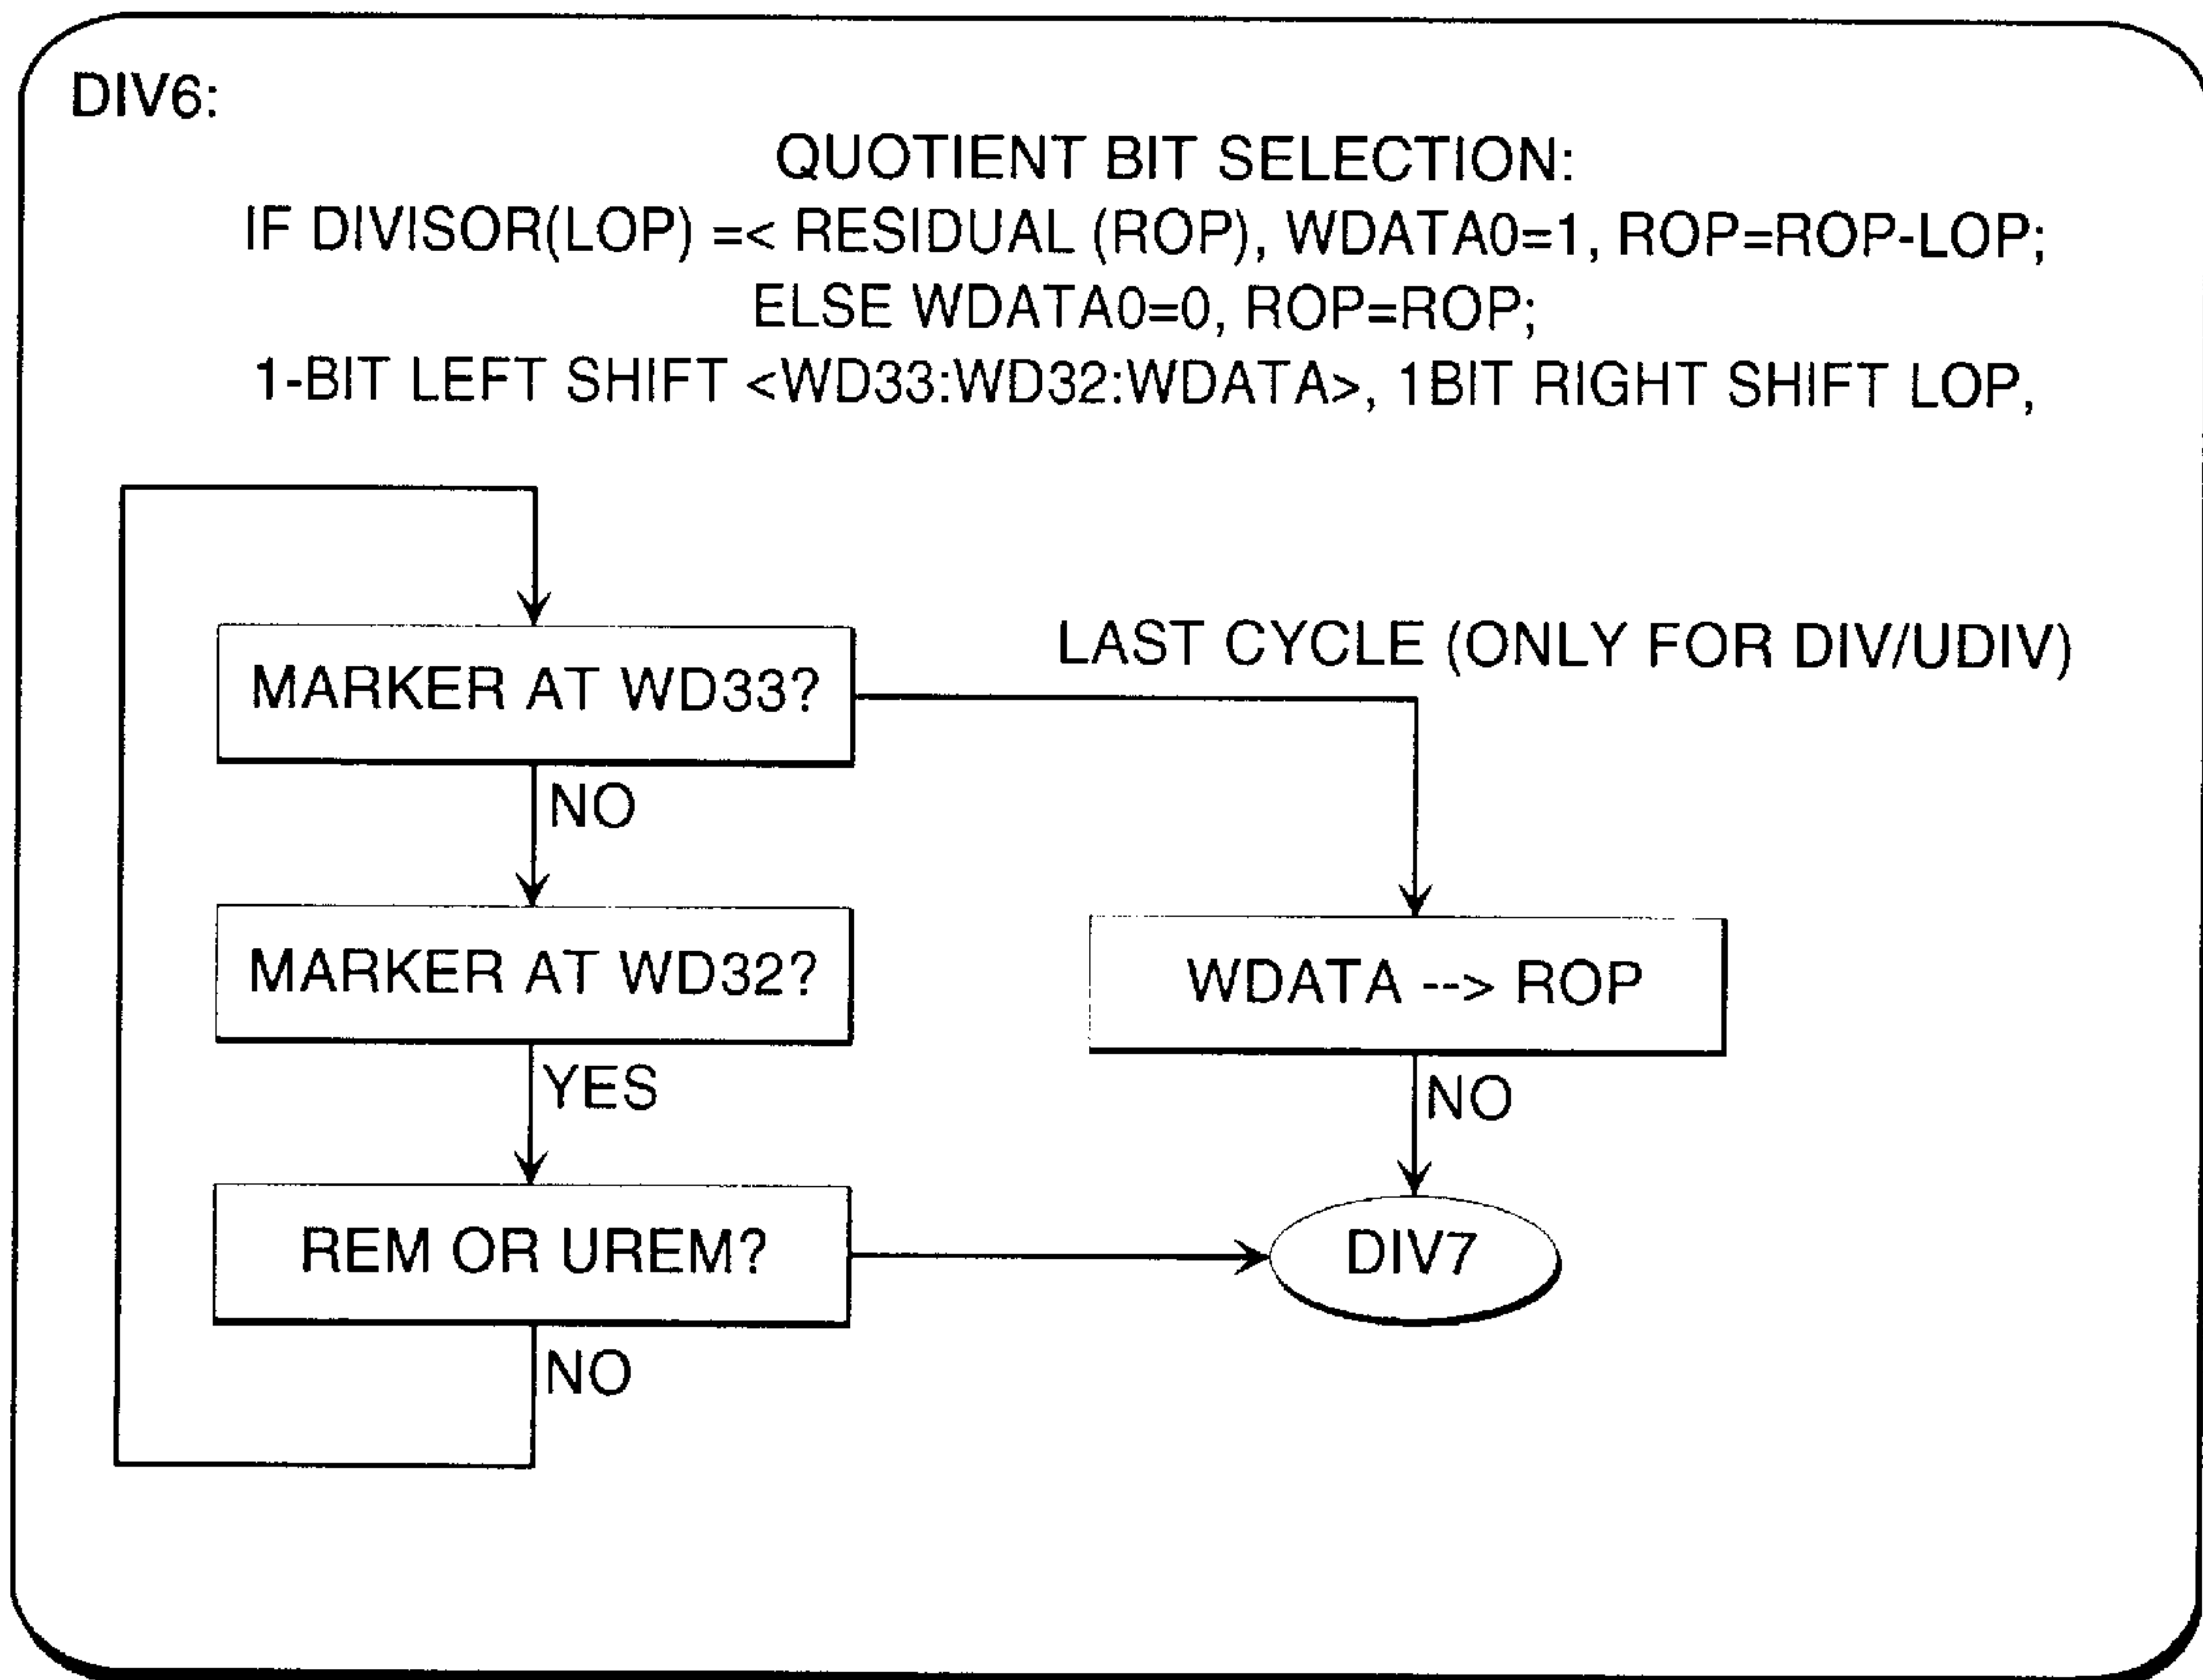 DIV6:
QUOTIENT BIT SELECTION:
IF DIVISOR(LOP) =< RESIDUAL (ROP), WDATA0=1, ROP=ROP-LOP;
ELSE WDATA0=0, ROP=ROP;
1-BIT LEFT SHIFT <WD33:WD32:WDATA>, 1BIT RIGHT SHIFT LOP,
MARKER AT WD33?
LAST CYCLE (ONLY FOR DIV/UDIV)
NO
MARKER AT WD32?
WDATA --> ROP
YES
NO
REM OR UREM?
DIV7
NO